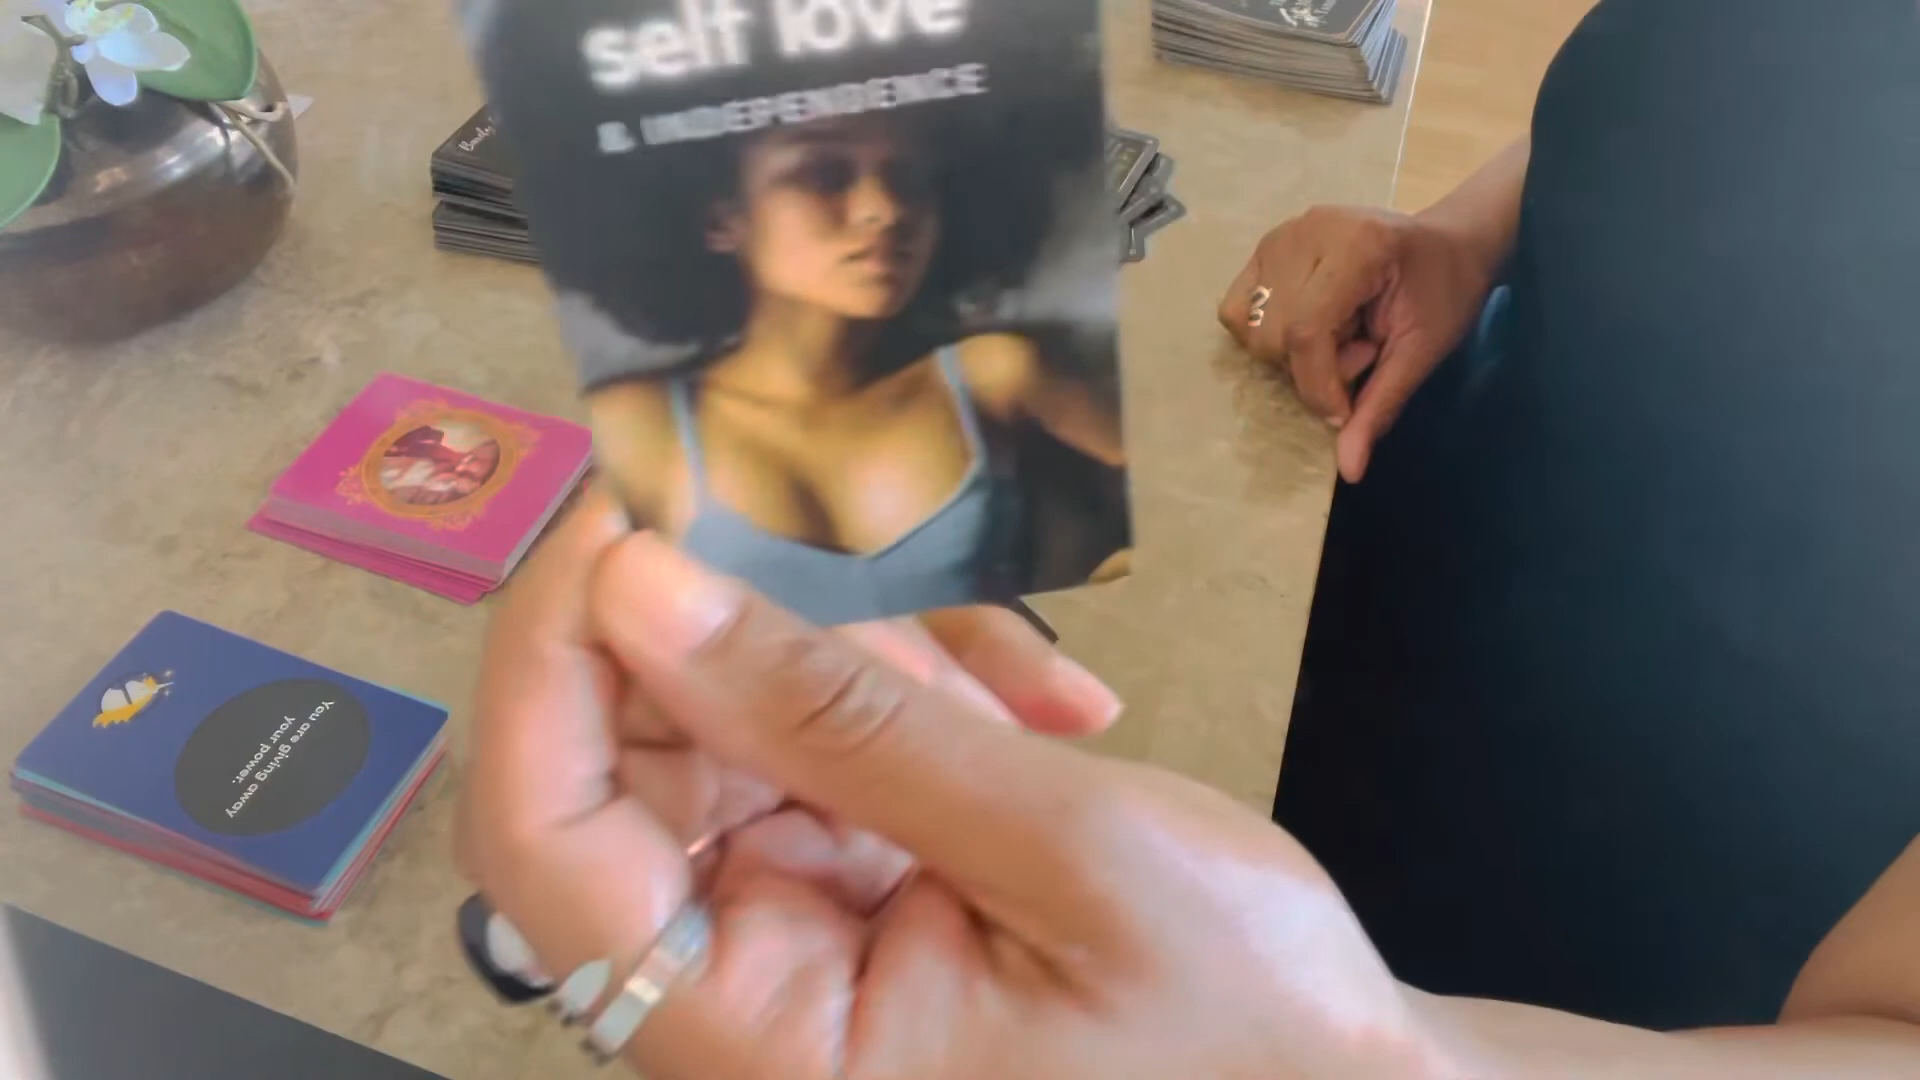 self love
& INDEPENDENCE
You are giving away
your power.